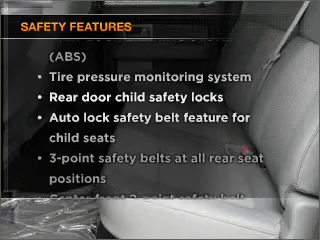 SAFETY FEATURES
(ABS)
• Tire pressure monitoring system
• Rear door child safety locks
• Auto lock safety belt feature for
child seats
• 3-point safety belts at all rear seat
positions